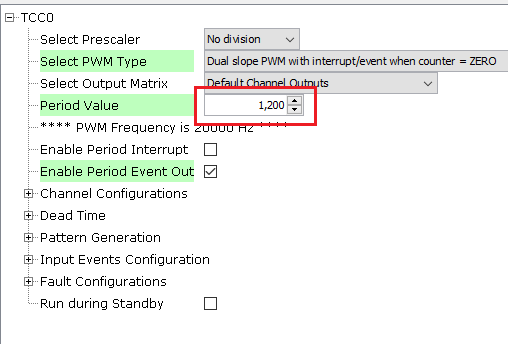 TCC0
Select Prescaler No division
Select PWM Type Dual slope PWM with interrupt/event when counter = ZERO
Select Output Matrix Default Channel Outputs
Period Value 1,200
**** PWM Frequency is 20000 Hz ****
Enable Period Interrupt
Enable Period Event Out
Channel Configurations
Dead Time
Pattern Generation
Input Events Configuration
Fault Configurations
Run during Standby